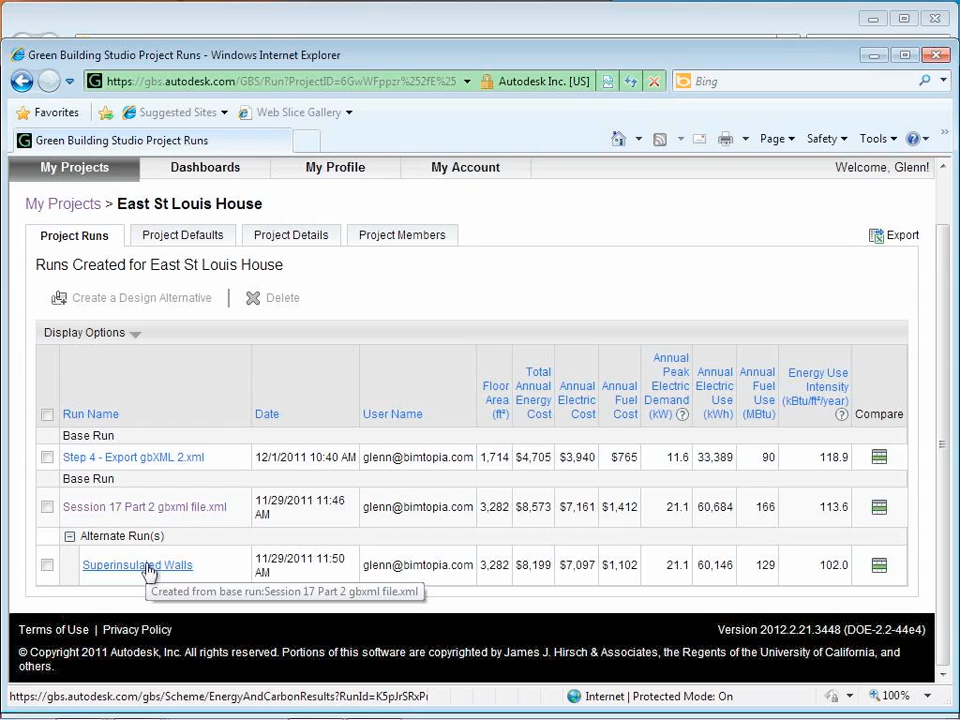 Green Building Studio Project Runs - Windows Internet Explorer
https://gbs.autodesk.com/GBS/Run?ProjectID=6GwWFppzr%252fE%25 Autodesk Inc. [US] Bing
Favorites Suggested Sites Web Slice Gallery
Green Building Studio Project Runs Page Safety Tools
My Projects Dashboards My Profile My Account Welcome, Glenn!
My Projects > East St Louis House
Project Runs Project Defaults Project Details Project Members Export
Runs Created for East St Louis House
Create a Design Alternative | Delete
Display Options
Run Name Date User Name Floor Area (ft²) Total Annual Energy Cost Annual Electric Cost Annual Fuel Cost Annual Peak Electric Demand (kW) Annual Electric Use (kWh) Annual Fuel Use (MBtu) Energy Use Intensity (kBtu/ft²/year) Compare
Base Run
Step 4 - Export gbXML 2.xml 12/1/2011 10:40 AM glenn@bimtopia.com 1,714 $4,705 $3,940 $765 11.6 33,389 90 118.9
Base Run
Session 17 Part 2 gbxml file.xml 11/29/2011 11:46 AM glenn@bimtopia.com 3,282 $8,573 $7,161 $1,412 21.1 60,684 166 113.6
Alternate Run(s)
Superinsulated Walls 11/29/2011 11:50 AM glenn@bimtopia.com 3,282 $8,199 $7,097 $1,102 21.1 60,146 129 102.0
Created from base run:Session 17 Part 2 gbxml file.xml
Terms of Use | Privacy Policy Version 2012.2.21.3448 (DOE-2.2-44e4)
© Copyright 2011 Autodesk, Inc. All rights reserved. Portions of this software are copyrighted by James J. Hirsch & Associates, the Regents of the University of California, and
others.
https://gbs.autodesk.com/gbs/Scheme/EnergyAndCarbonResults?RunId=K5pJrSRxPi Internet | Protected Mode: On 100%